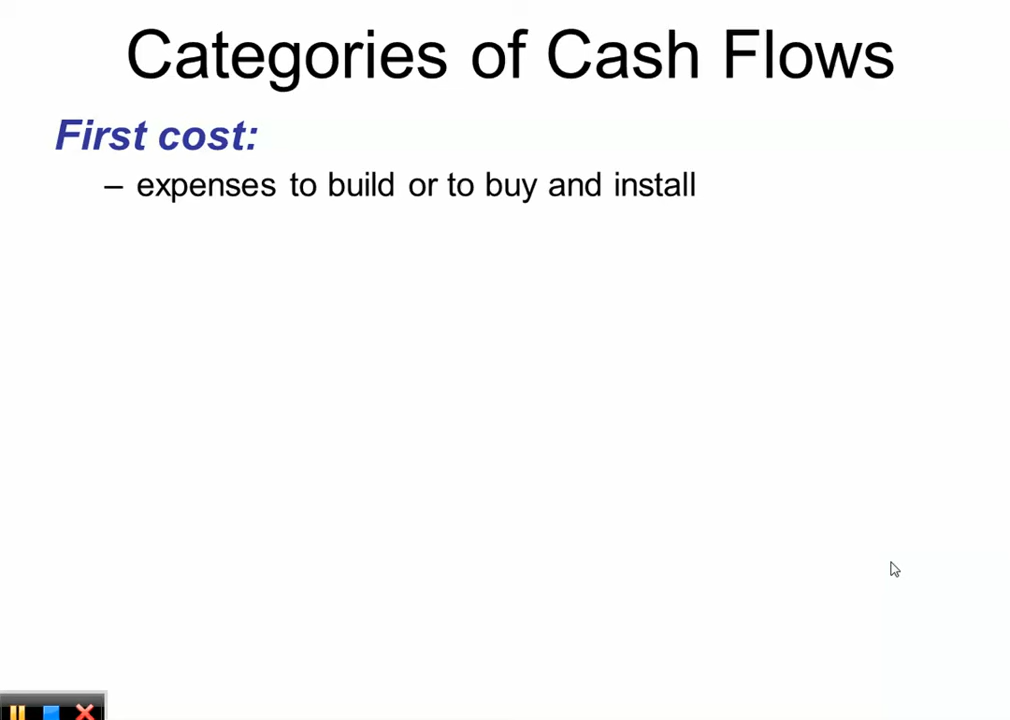 Categories of Cash Flows
First cost:
– expenses to build or to buy and install